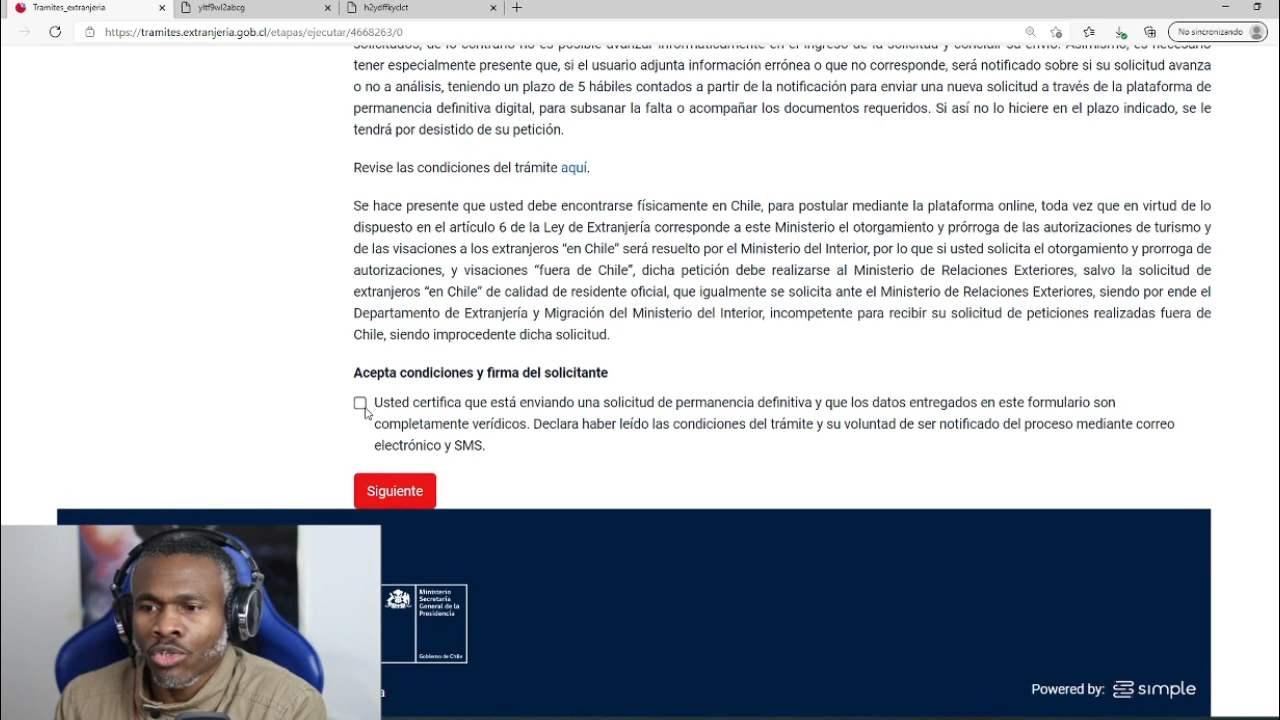 Tramites_extranjeria
yltf9wl2abcg
h2ydffkydct
https://tramites.extranjeria.gob.cl/etapas/ejecutar/4668263/0
No sincronizando
solicitados, de lo contrario no es posible avanzar informáticamente en el ingreso de la solicitud y concluir su envío. Asimismo, es necesario
tener especialmente presente que, si el usuario adjunta información errónea o que no corresponde, será notificado sobre si su solicitud avanza
o no a análisis, teniendo un plazo de 5 hábiles contados a partir de la notificación para enviar una nueva solicitud a través de la plataforma de
permanencia definitiva digital, para subsanar la falta o acompañar los documentos requeridos. Si así no lo hiciere en el plazo indicado, se le
tendrá por desistido de su petición.
Revise las condiciones del trámite aquí.
Se hace presente que usted debe encontrarse físicamente en Chile, para postular mediante la plataforma online, toda vez que en virtud de lo
dispuesto en el artículo 6 de la Ley de Extranjería corresponde a este Ministerio el otorgamiento y prórroga de las autorizaciones de turismo y
de las visaciones a los extranjeros “en Chile” será resuelto por el Ministerio del Interior, por lo que si usted solicita el otorgamiento y prorroga de
autorizaciones, y visaciones “fuera de Chile”, dicha petición debe realizarse al Ministerio de Relaciones Exteriores, salvo la solicitud de
extranjeros “en Chile” de calidad de residente oficial, que igualmente se solicita ante el Ministerio de Relaciones Exteriores, siendo por ende el
Departamento de Extranjería y Migración del Ministerio del Interior, incompetente para recibir su solicitud de peticiones realizadas fuera de
Chile, siendo improcedente dicha solicitud.
Acepta condiciones y firma del solicitante
Usted certifica que está enviando una solicitud de permanencia definitiva y que los datos entregados en este formulario son
completamente verídicos. Declara haber leído las condiciones del trámite y su voluntad de ser notificado del proceso mediante correo
electrónico y SMS.
Siguiente
Ministerio
Secretaría
General de la
Presidencia
Gobierno de Chile
a
Powered by: simple